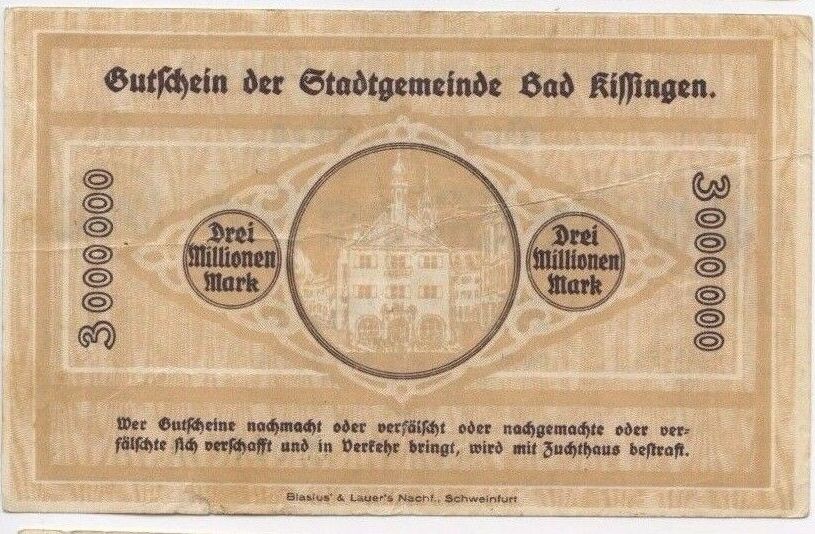 Gutschein der Stadtgemeinde Bad Kissingen.
3000000
Drei
Millionen
Mark
Drei
Millionen
Mark
3000000
Wer Gutscheine nachmacht oder verfälscht oder nachgemachte oder ver=
fälschte sich verschafft und in Verkehr bringt, wird mit Zuchthaus bestraft.
Blasius' & Lauer's Nachf., Schweinfurt